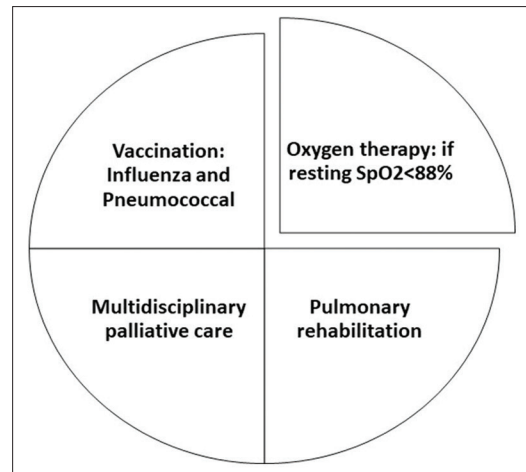 Vaccination:
Influenza and
Pneumococcal
Oxygen therapy: if
resting SpO2<88%
Multidisciplinary
palliative care
Pulmonary
rehabilitation